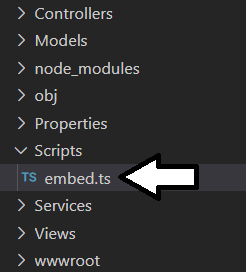 Controllers
Models
node_modules
obj
Properties
Scripts
TS embed.ts
Services
Views
wwwroot